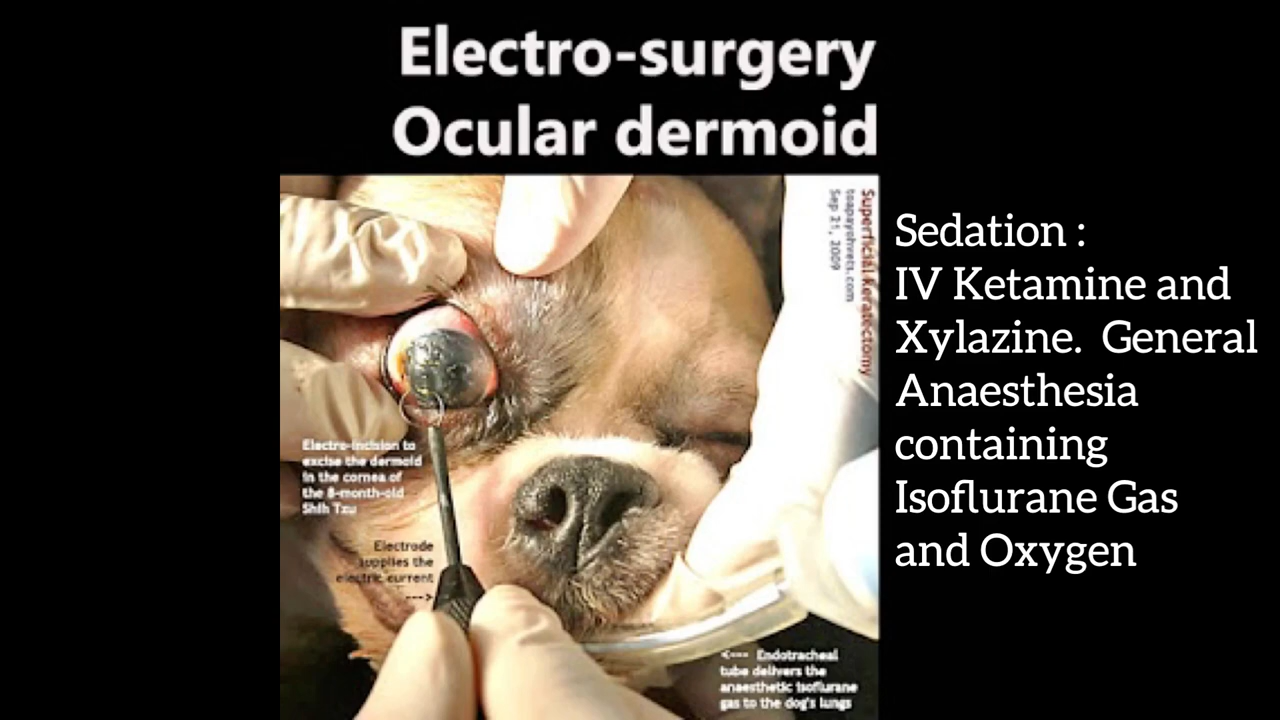 Electro-surgery
Ocular dermoid
Superficial Keratectomy
toapayohvets.com
Sep 21, 2009
Sedation :
IV Ketamine and
Xylazine. General
Anaesthesia
containing
Isoflurane Gas
and Oxygen
Electro-incision to
excise the dermoid
in the cornea of
the 8-month-old
Shih Tzu
Electrode
supplies the
electric current
--->
<--- Endotracheal
tube delivers the
anaesthetic isoflurane
gas to the dog's lungs